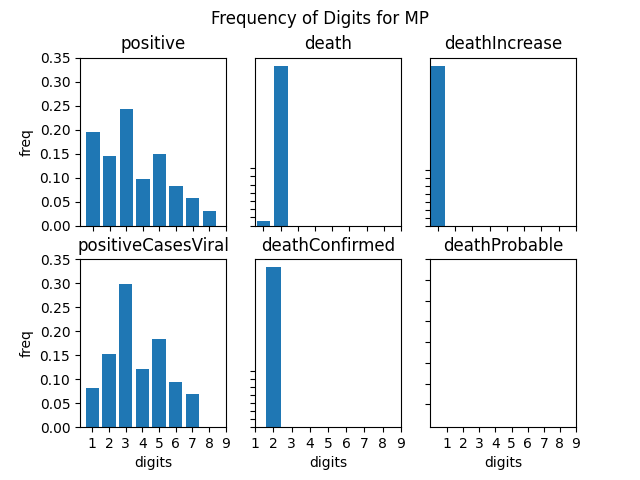 Frequency of Digits for MP
positive death deathIncrease
0.35
0.30
0.25
0.20
0.15
0.10
0.05
0.00
freq
positiveCasesViral deathConfirmed deathProbable
0.35
0.30
0.25
0.20
0.15
0.10
0.05
0.00
freq
1 2 3 4 5 6 7 8 9 1 2 3 4 5 6 7 8 9 1 2 3 4 5 6 7 8 9
digits digits digits